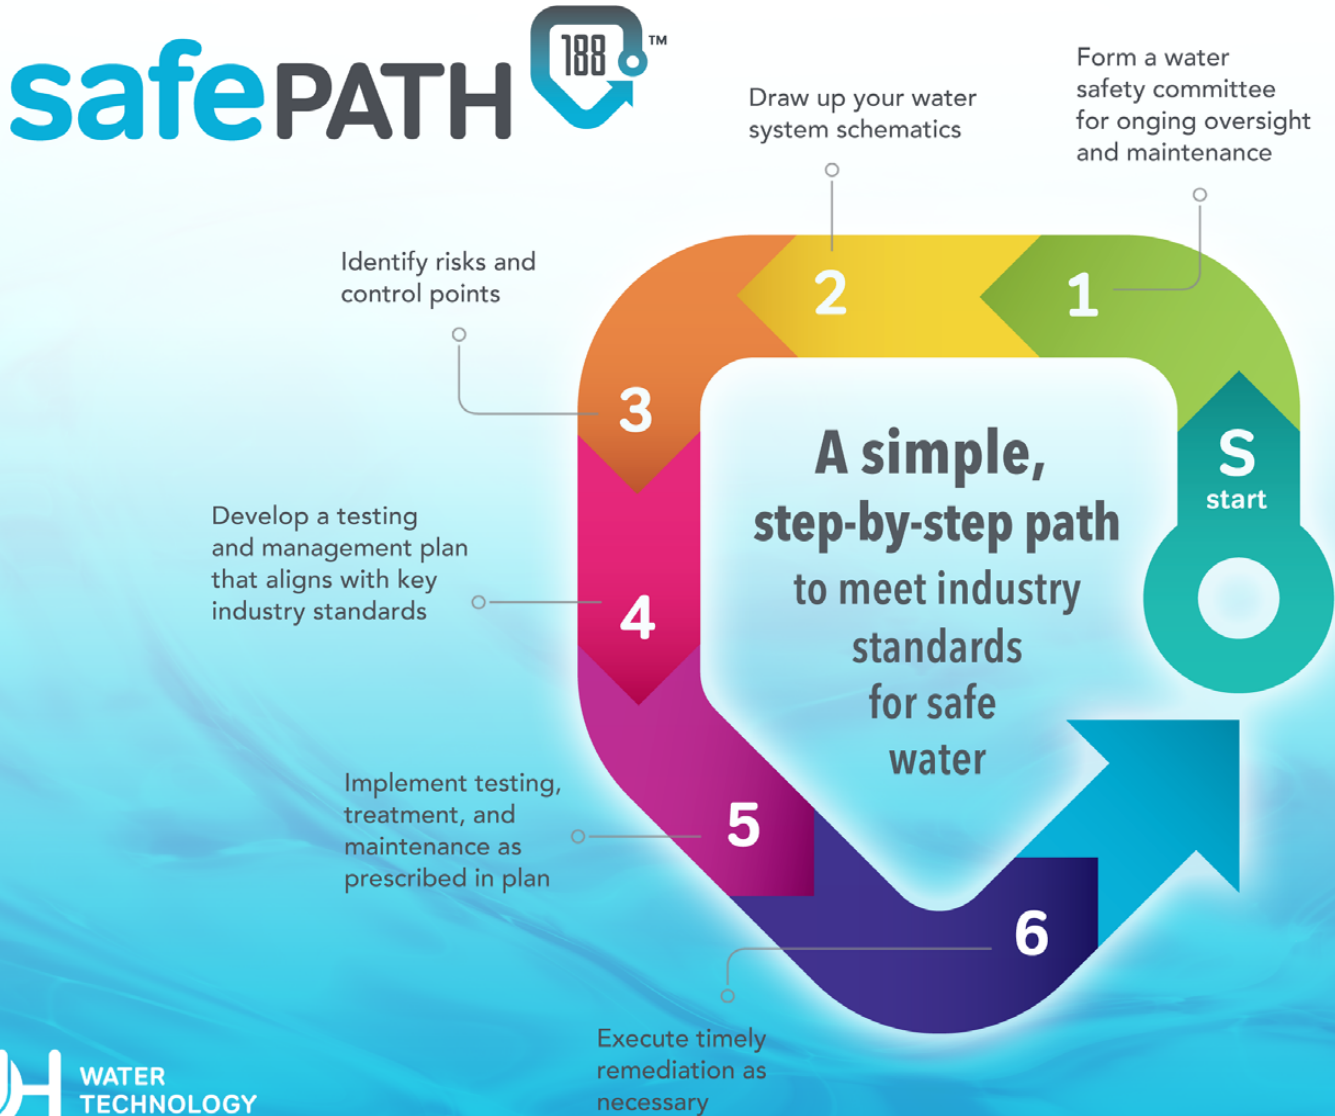 safePATH 188 ™
Form a water
safety committee
for onging oversight
and maintenance
Draw up your water
system schematics
Identify risks and
control points
Develop a testing
and management plan
that aligns with key
industry standards
Implement testing,
treatment, and
maintenance as
prescribed in plan
Execute timely
remediation as
necessary
S
start
1
2
3
4
5
6
A simple,
step-by-step path
to meet industry
standards
for safe
water
WATER
TECHNOLOGY